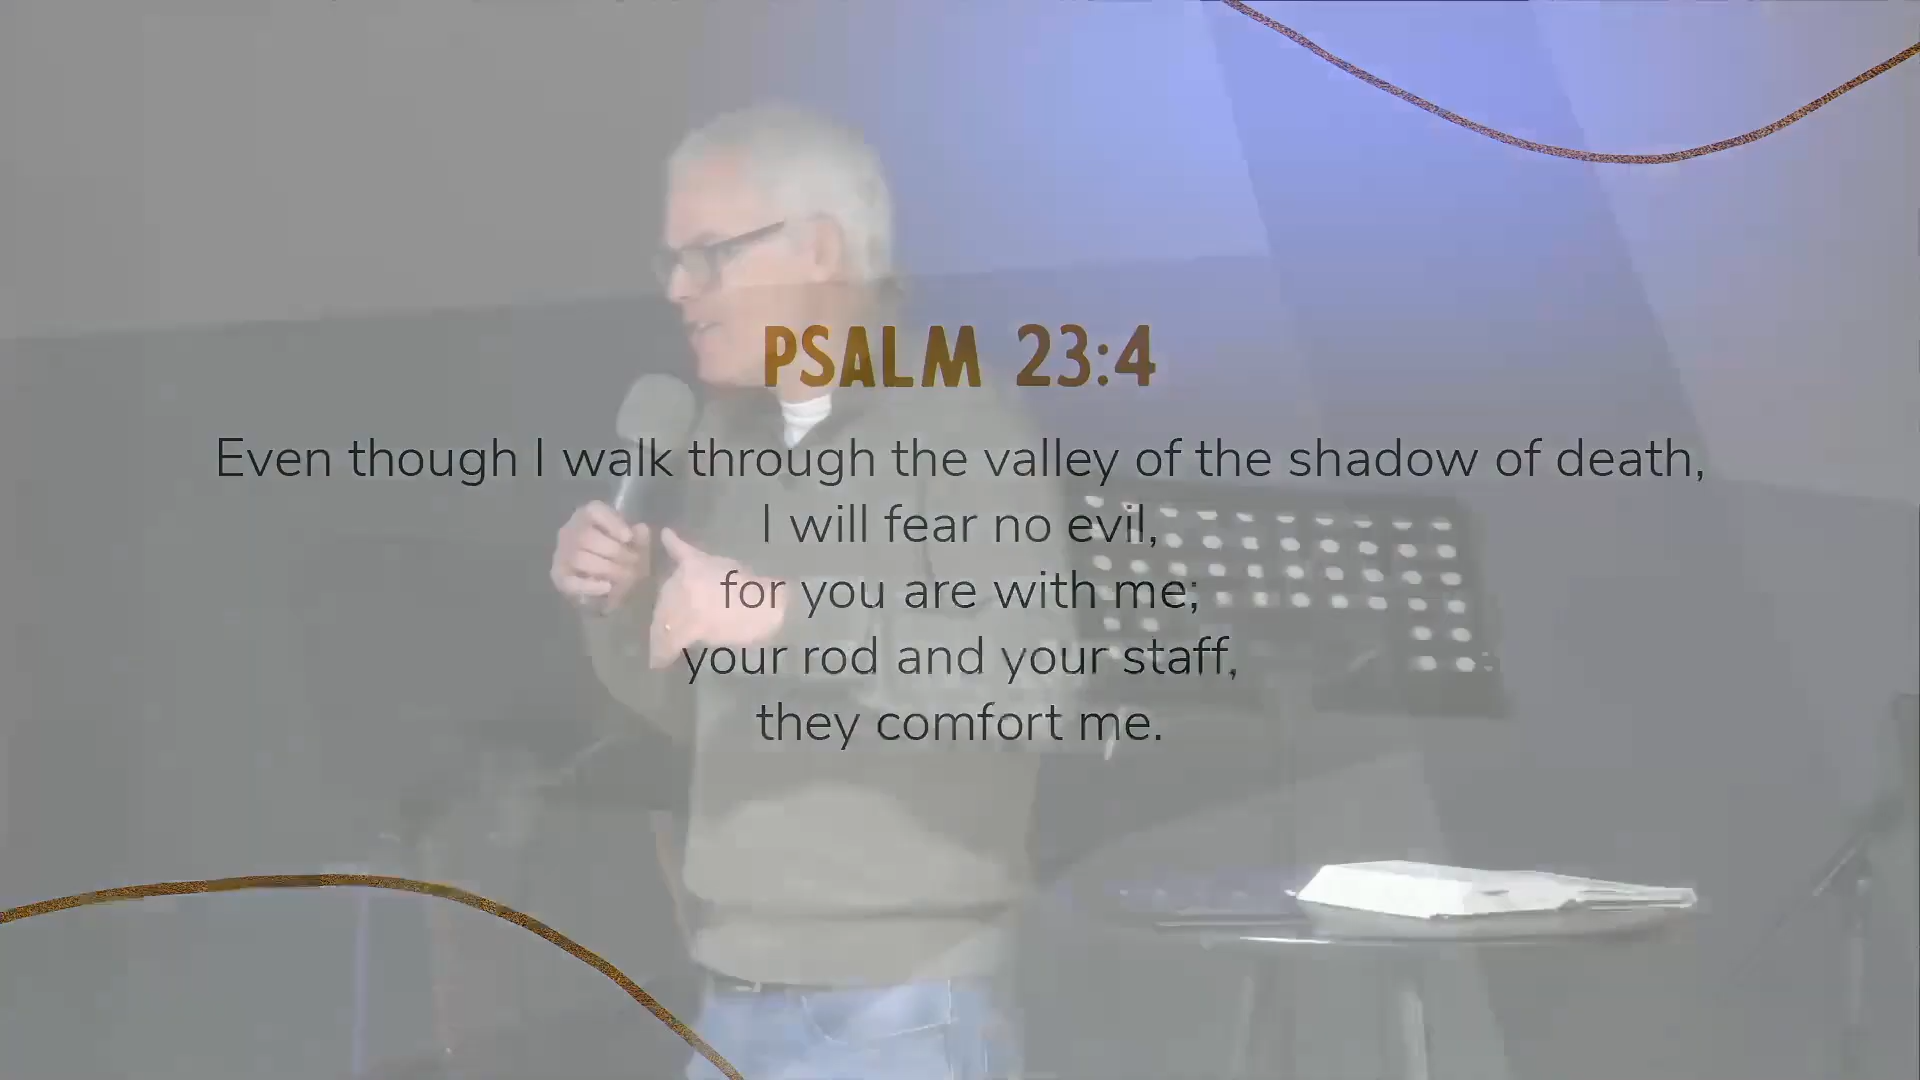 PSALM 23:4
Even though I walk through the valley of the shadow of death,
I will fear no evil,
for you are with me;
your rod and your staff,
they comfort me.